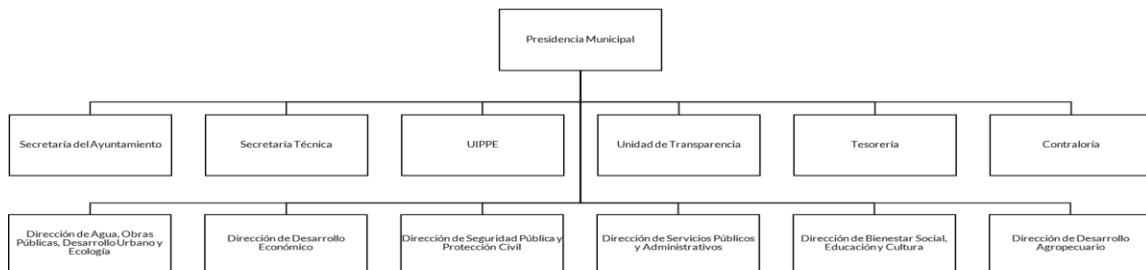 Presidencia Municipal
Secretaría del Ayuntamiento
Secretaría Técnica
UIPPE
Unidad de Transparencia
Tesorería
Contraloría
Dirección de Agua, Obras
Públicas, Desarrollo Urbano y
Ecología
Dirección de Desarrollo
Económico
Dirección de Seguridad Pública y
Protección Civil
Dirección de Servicios Públicos
y Administrativos
Dirección de Bienestar Social,
Educación y Cultura
Dirección de Desarrollo
Agropecuario